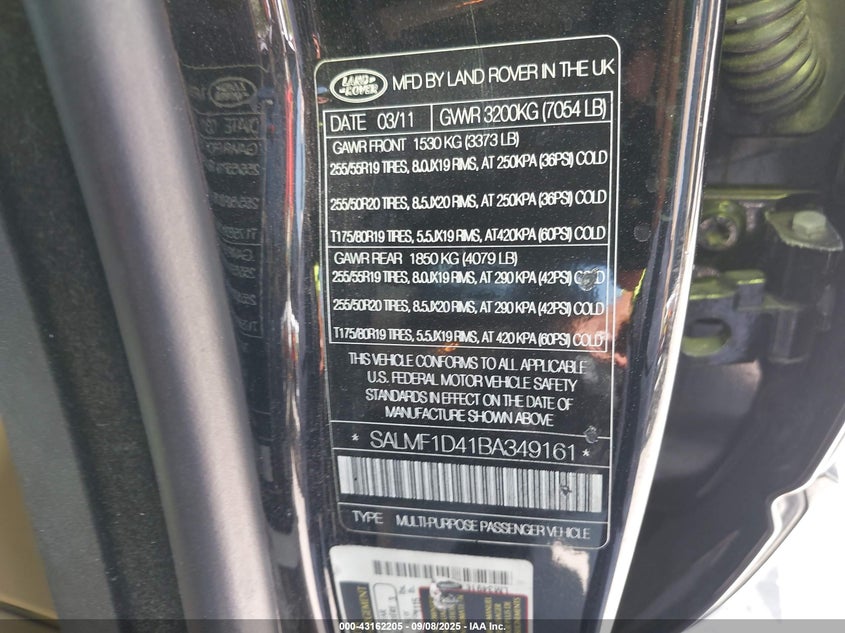 LAND
ROVER
MFD BY LAND ROVER IN THE UK
DATE 03/11 GVWR 3200KG (7054 LB)
GAWR FRONT 1530 KG (3373 LB)
255/55R19 TIRES, 8.0JX19 RIMS, AT 250KPA (36PSI) COLD
255/50R20 TIRES, 8.5JX20 RIMS, AT 250KPA (36PSI) COLD
T175/80R19 TIRES, 5.5JX19 RIMS, AT 420KPA (60PSI) COLD
GAWR REAR 1850 KG (4079 LB)
255/55R19 TIRES, 8.0JX19 RIMS, AT 290 KPA (42PSI) COLD
255/50R20 TIRES, 8.5JX20 RIMS, AT 290 KPA (42PSI) COLD
T175/80R19 TIRES, 5.5JX19 RIMS, AT 420 KPA (60PSI) COLD
THIS VEHICLE CONFORMS TO ALL APPLICABLE
U.S. FEDERAL MOTOR VEHICLE SAFETY
STANDARDS IN EFFECT ON THE DATE OF
MANUFACTURE SHOWN ABOVE
* SALMF1D41BA349161 *
TYPE MULTI-PURPOSE PASSENGER VEHICLE
000-43162205 - 09/08/2025 - IAAI Inc.